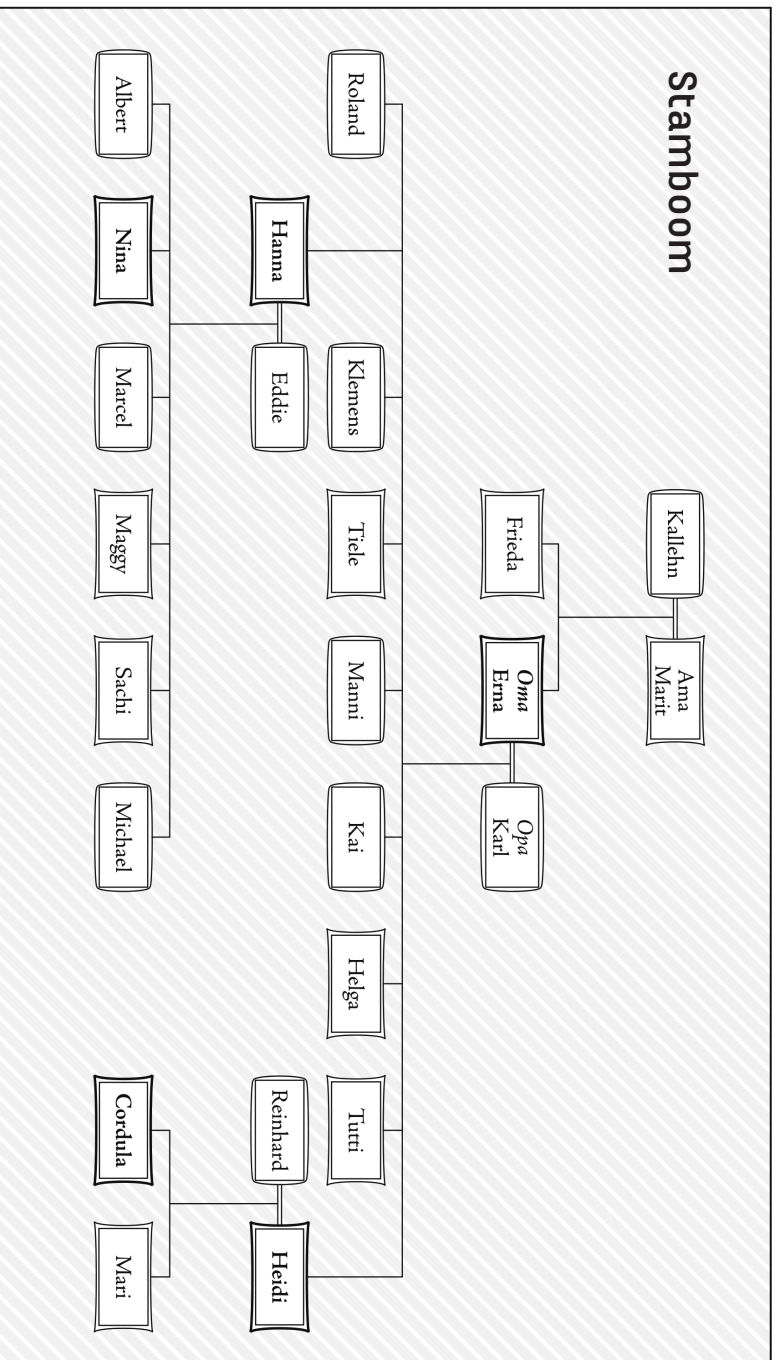 Stamboom
Kallehn
Ama
Marit
Frieda
Oma
Erna
Opa
Karl
Roland
Klemens
Tiele
Manni
Kai
Helga
Tutti
Hanna
Eddie
Reinhard
Heidi
Albert
Nina
Marcel
Maggy
Sachi
Michael
Cordula
Mari